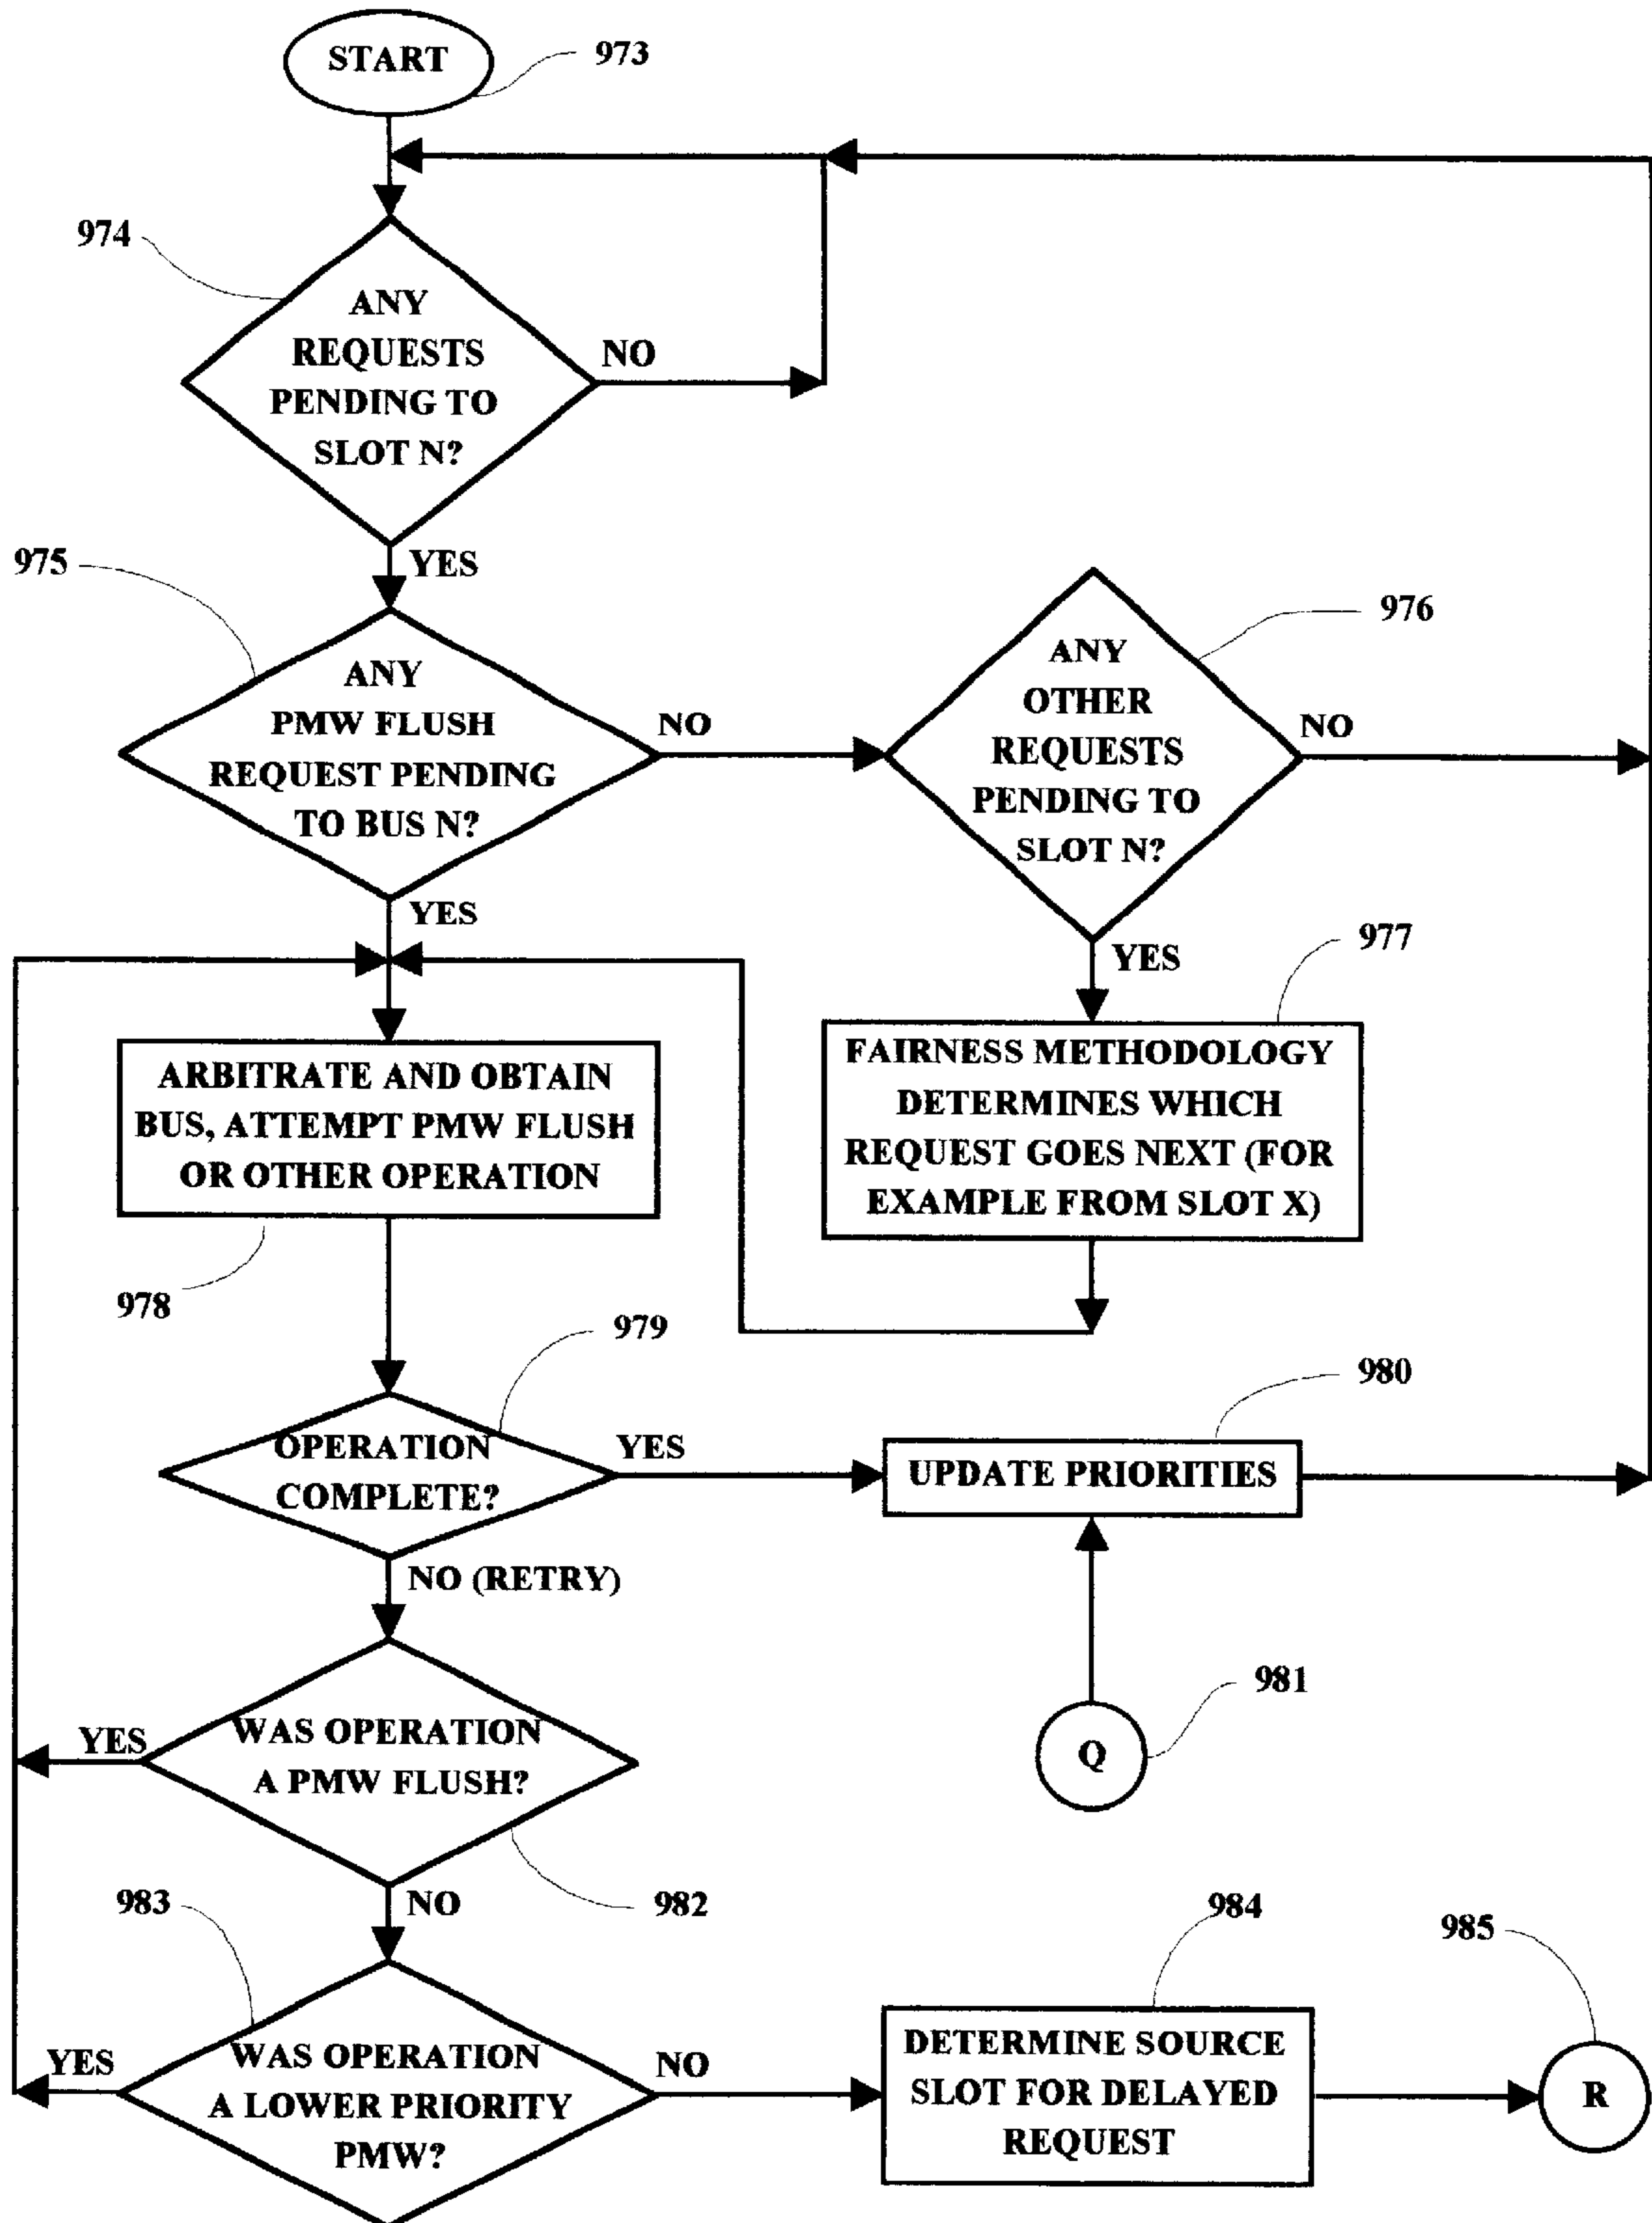 START
973
974
ANY
REQUESTS
PENDING TO
SLOT N?
NO
YES
975
ANY
PMW FLUSH
REQUEST PENDING
TO BUS N?
NO
976
ANY
OTHER
REQUESTS
PENDING TO
SLOT N?
NO
YES
YES
977
ARBITRATE AND OBTAIN
BUS, ATTEMPT PMW FLUSH
OR OTHER OPERATION
FAIRNESS METHODOLOGY
DETERMINES WHICH
REQUEST GOES NEXT (FOR
EXAMPLE FROM SLOT X)
978
979
OPERATION
COMPLETE?
YES
980
UPDATE PRIORITIES
NO (RETRY)
981
Q
WAS OPERATION
A PMW FLUSH?
YES
982
NO
983
WAS OPERATION
A LOWER PRIORITY
PMW?
YES
NO
984
DETERMINE SOURCE
SLOT FOR DELAYED
REQUEST
985
R